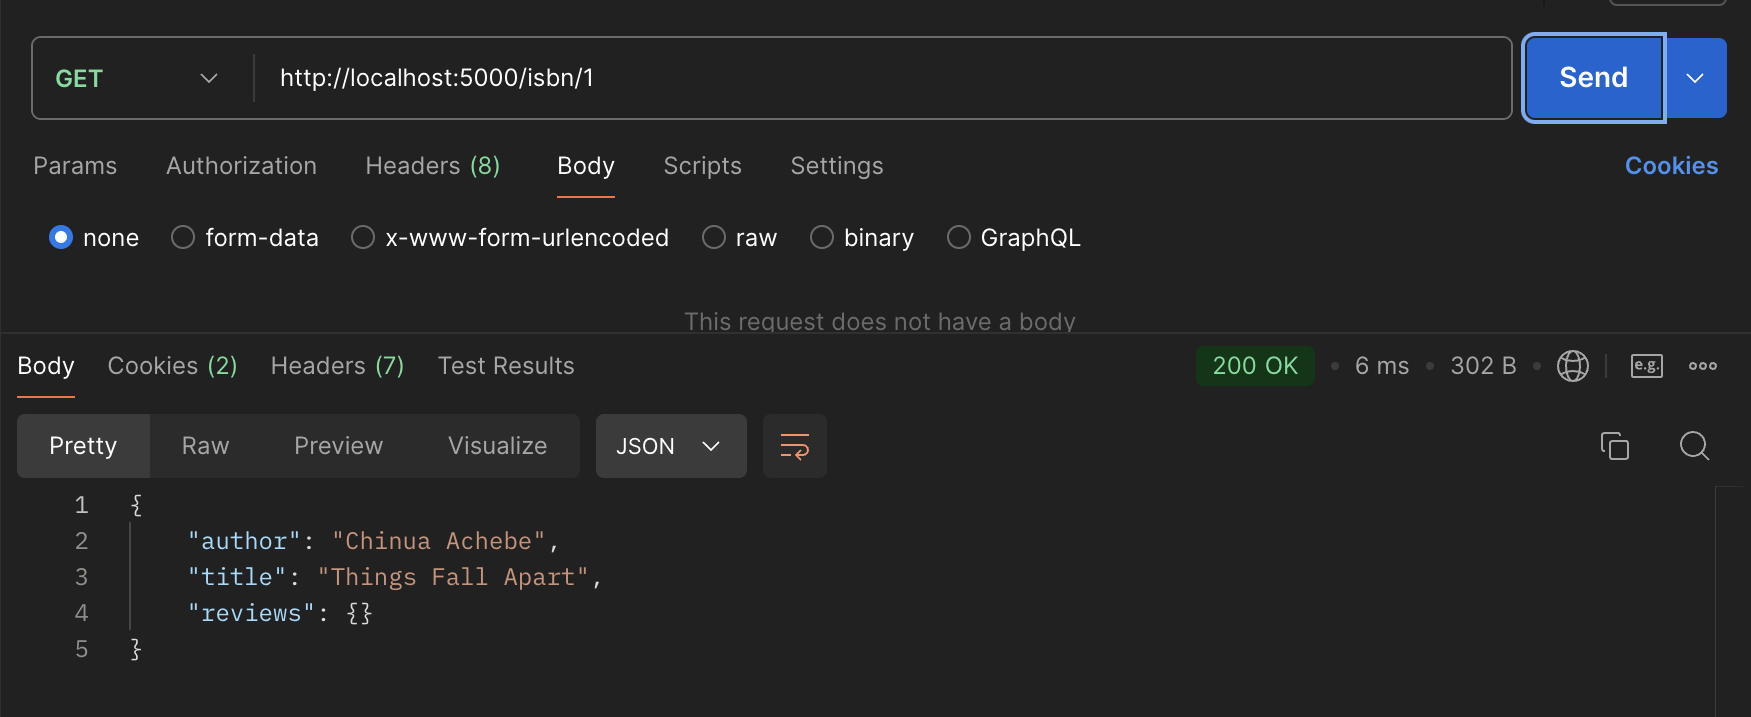 GET http://localhost:5000/isbn/1 Send
Params Authorization Headers (8) Body Scripts Settings Cookies
none form-data x-www-form-urlencoded raw binary GraphQL
This request does not have a body
Body Cookies (2) Headers (7) Test Results 200 OK • 6 ms • 302 B • e.g.
Pretty Raw Preview Visualize JSON
1 {
2 "author": "Chinua Achebe",
3 "title": "Things Fall Apart",
4 "reviews": {}
5 }